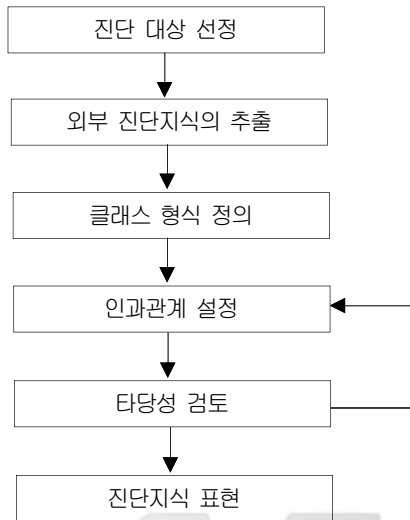 진단 대상 선정
외부 진단지식의 추출
클래스 형식 정의
인과관계 설정
타당성 검토
진단지식 표현